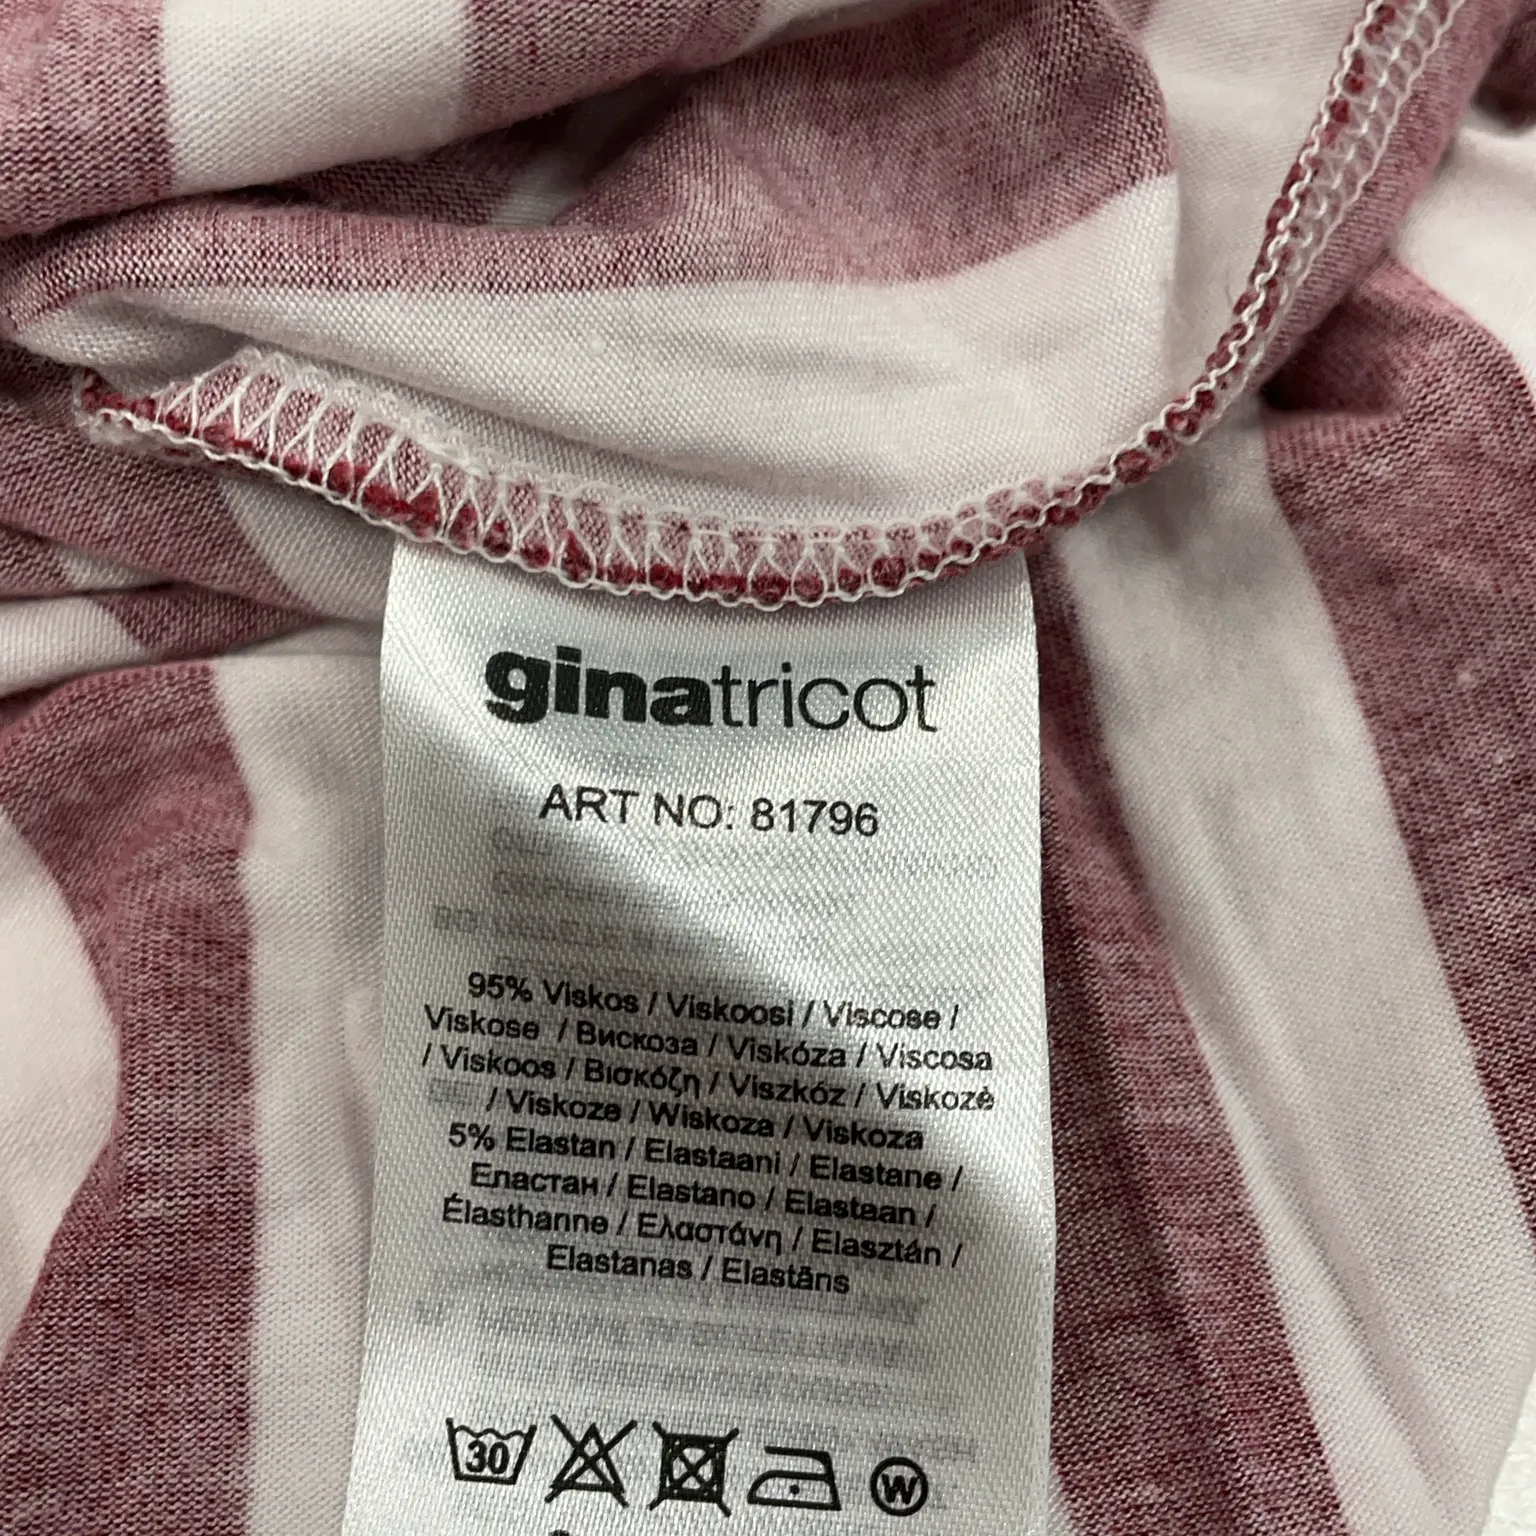 ginatricot
ART NO: 81796
95% Viskos / Viskoosi / Viscose /
Viskose / Вискоза / Viskóza / Viscosa
/ Viskoos / Βισκόζη / Viszkóz / Viskozė
/ Viskoze / Wiskoza / Viskoza
5% Elastan / Elastaani / Elastane /
Еластан / Elastano / Elastaan /
Élasthanne / Ελαστάνη / Elasztán /
Elastanas / Elastāns
30
W